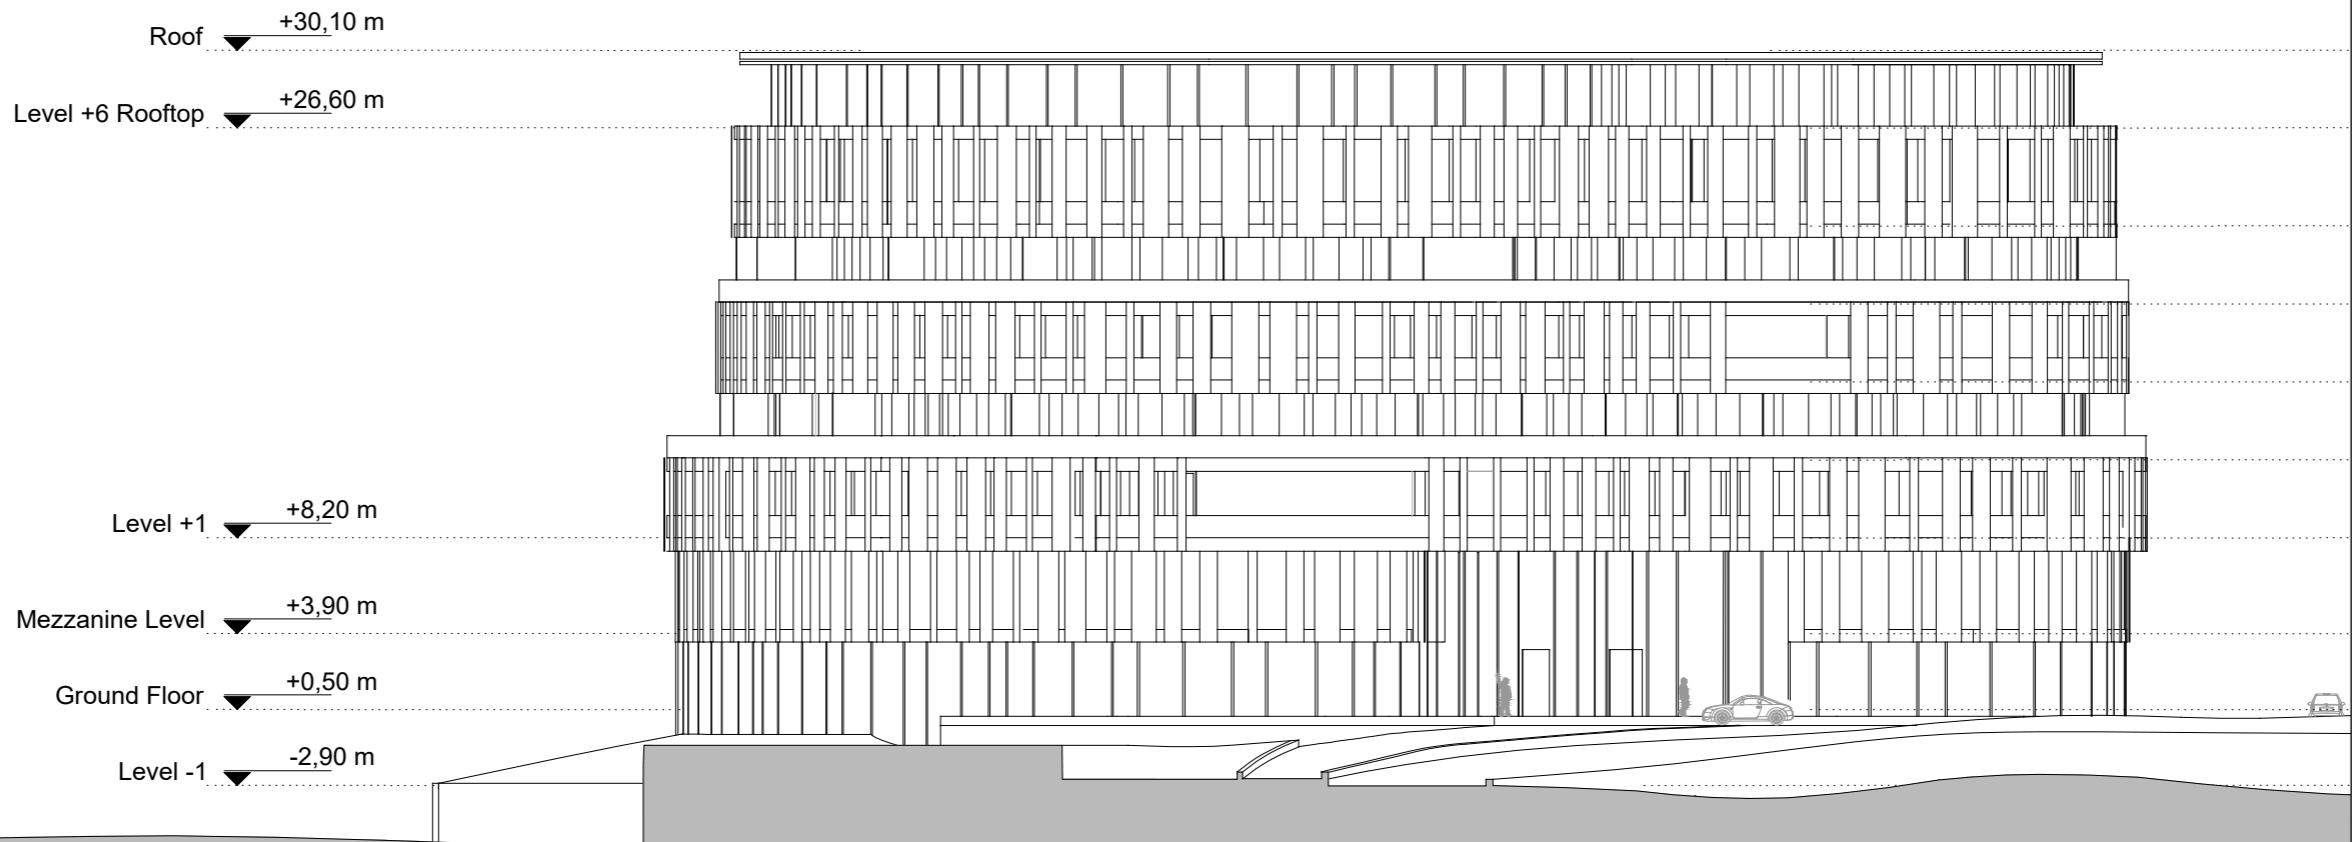 +30,10 m
Roof
+26,60 m
Level +6 Rooftop
+8,20 m
Level +1
+3,90 m
Mezzanine Level
+0,50 m
Ground Floor
-2,90 m
Level -1